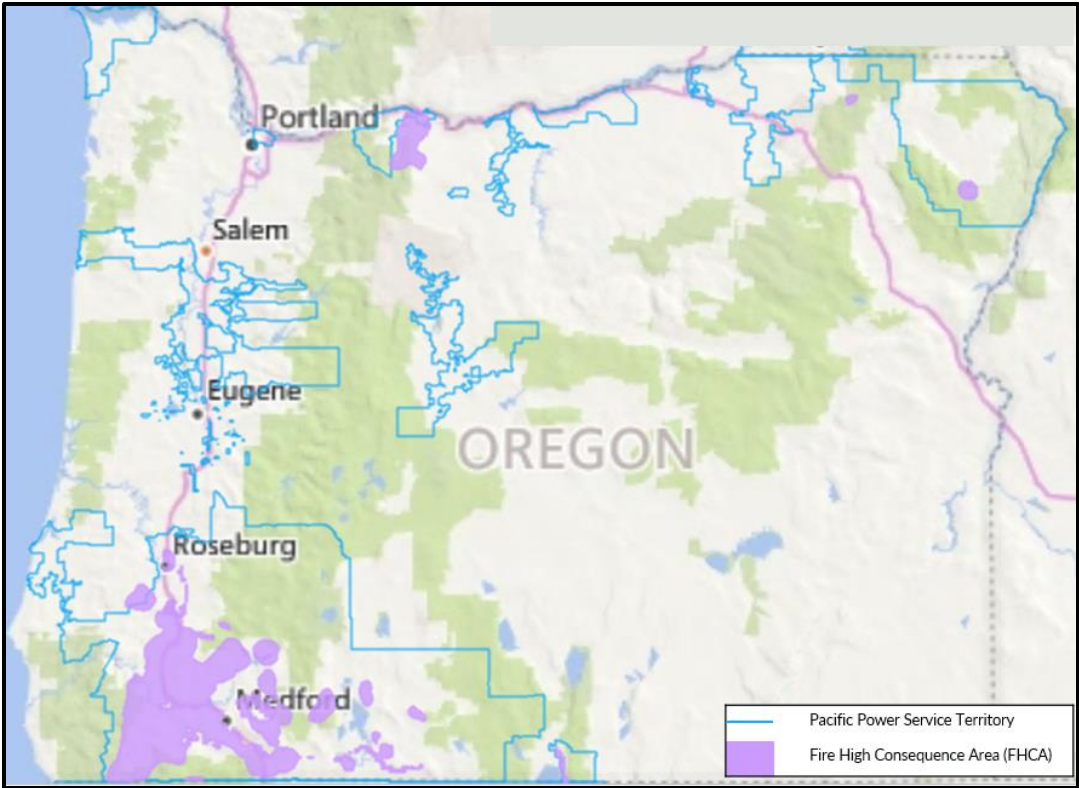 Portland
Salem
Eugene
OREGON
Roseburg
Medford
Pacific Power Service Territory
Fire High Consequence Area (FHCA)